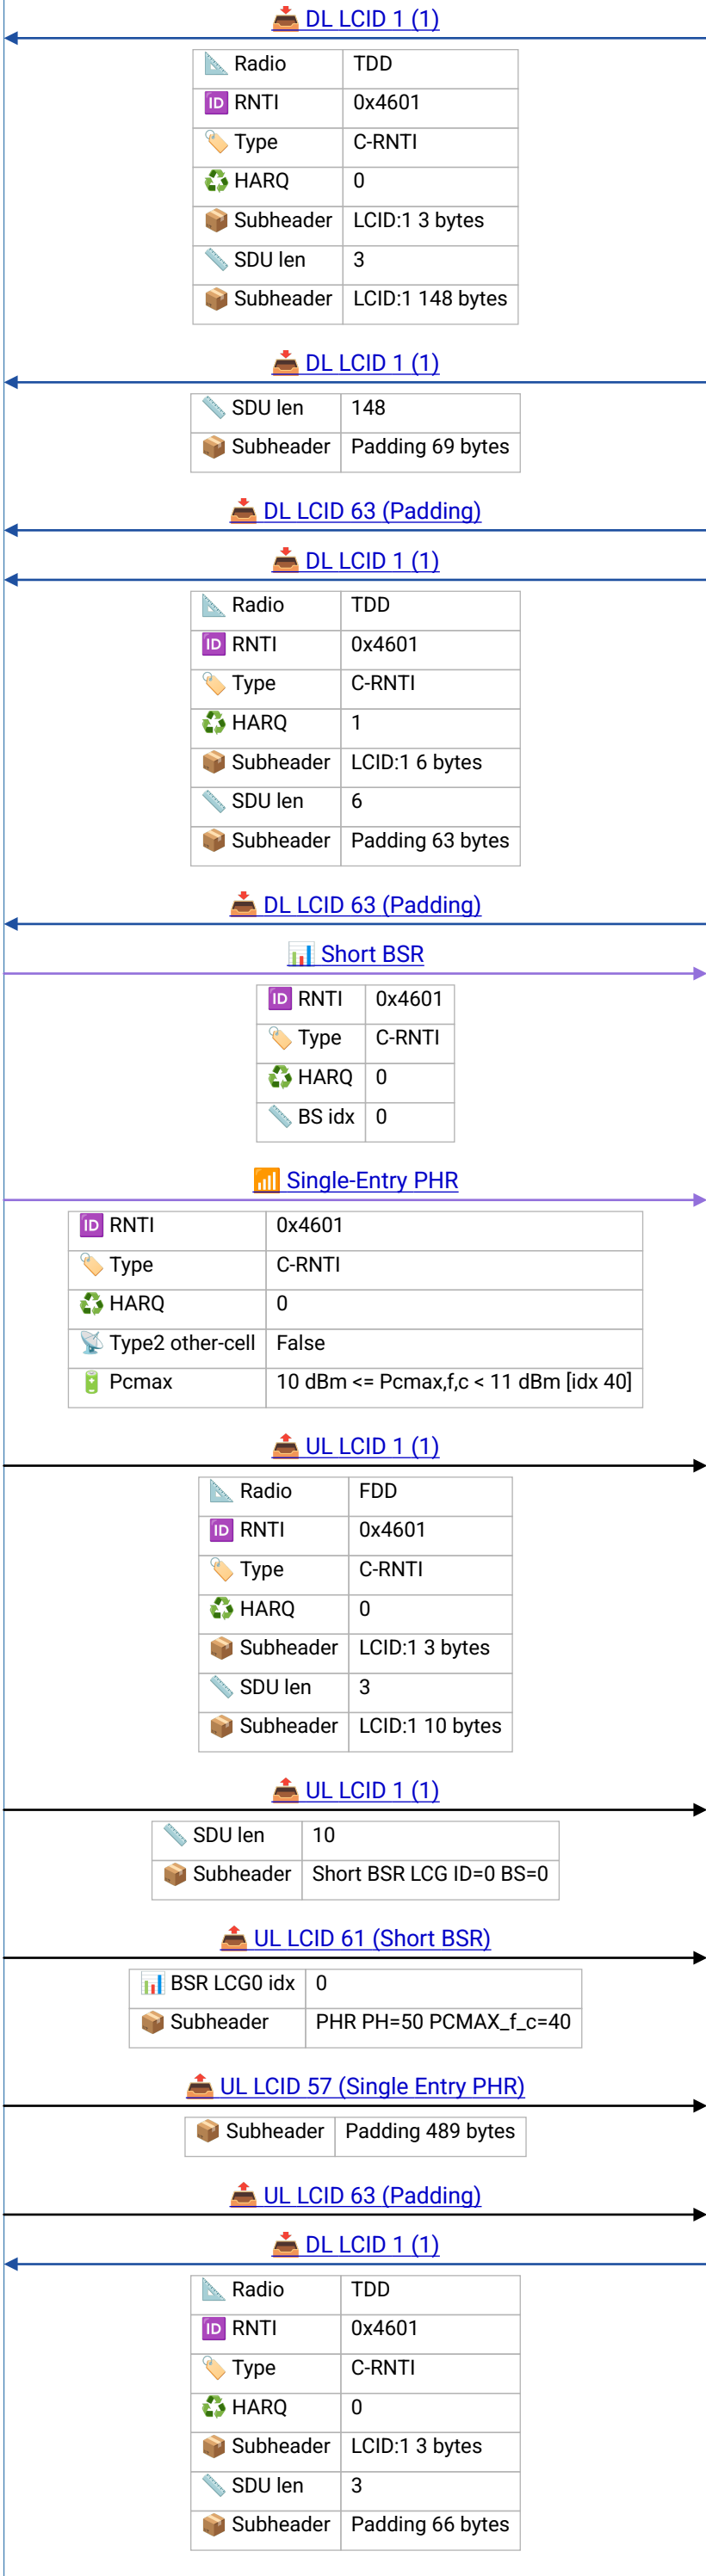 DL LCID 1 (1)
Radio TDD
ID RNTI 0x4601
Type C-RNTI
HARQ 0
Subheader LCID:1 3 bytes
SDU len 3
Subheader LCID:1 148 bytes
DL LCID 1 (1)
SDU len 148
Subheader Padding 69 bytes
DL LCID 63 (Padding)
DL LCID 1 (1)
Radio TDD
ID RNTI 0x4601
Type C-RNTI
HARQ 1
Subheader LCID:1 6 bytes
SDU len 6
Subheader Padding 63 bytes
DL LCID 63 (Padding)
Short BSR
ID RNTI 0x4601
Type C-RNTI
HARQ 0
BS idx 0
Single-Entry PHR
ID RNTI 0x4601
Type C-RNTI
HARQ 0
Type2 other-cell False
Pcmax 10 dBm <= Pcmax,f,c < 11 dBm [idx 40]
UL LCID 1 (1)
Radio FDD
ID RNTI 0x4601
Type C-RNTI
HARQ 0
Subheader LCID:1 3 bytes
SDU len 3
Subheader LCID:1 10 bytes
UL LCID 1 (1)
SDU len 10
Subheader Short BSR LCG ID=0 BS=0
UL LCID 61 (Short BSR)
BSR LCG0 idx 0
Subheader PHR PH=50 PCMAX_f_c=40
UL LCID 57 (Single Entry PHR)
Subheader Padding 489 bytes
UL LCID 63 (Padding)
DL LCID 1 (1)
Radio TDD
ID RNTI 0x4601
Type C-RNTI
HARQ 0
Subheader LCID:1 3 bytes
SDU len 3
Subheader Padding 66 bytes